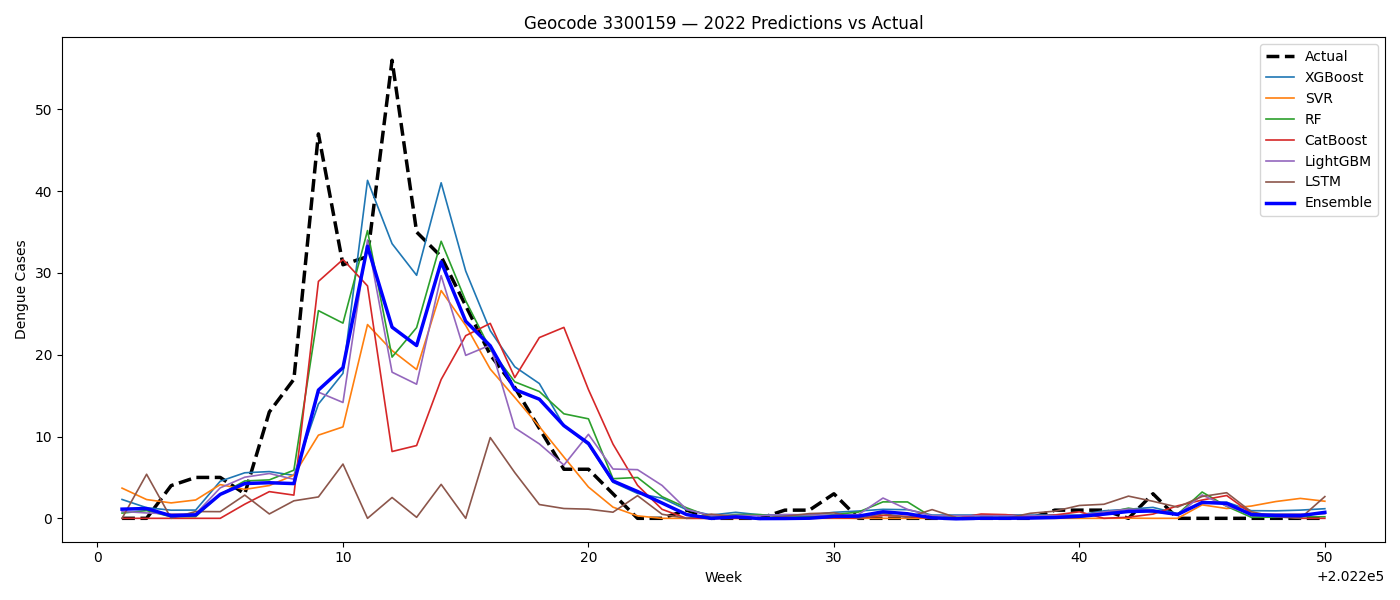 Geocode 3300159 — 2022 Predictions vs Actual
Dengue Cases
50
40
30
20
10
0
0
10
20
30
40
50
+2.022e5
Week
Actual
XGBoost
SVR
RF
CatBoost
LightGBM
LSTM
Ensemble